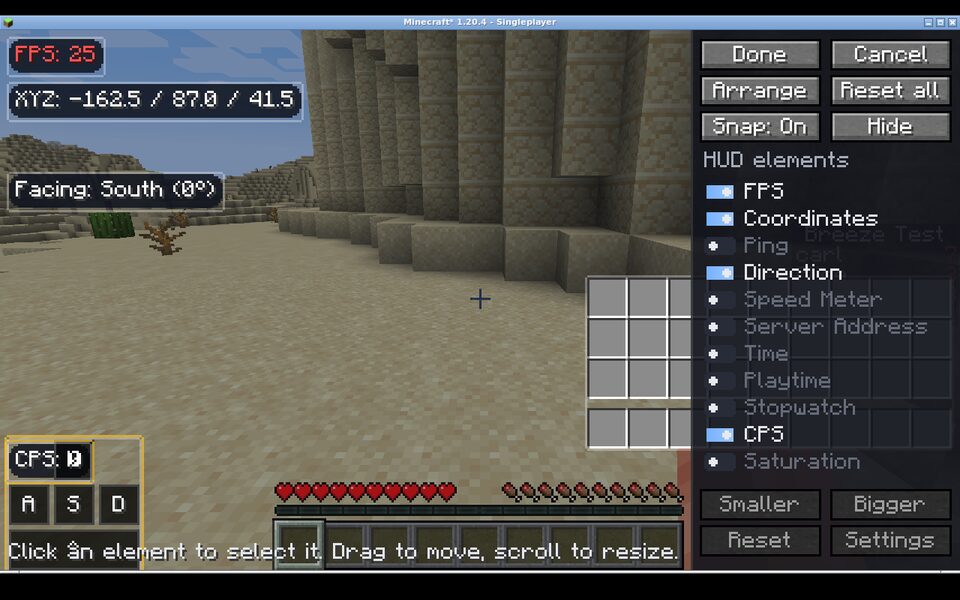 Minecraft* 1.20.4 - Singleplayer
FPS: 25
XYZ: -162.5 / 87.0 / 41.5
Facing: South (0°)
Done
Cancel
Arrange
Reset all
Snap: On
Hide
HUD elements
FPS
Coordinates
Ping
Breeze Test
carl
Direction
Speed Meter
Server Address
Time
Playtime
Stopwatch
CPS
Saturation
Smaller
Bigger
Reset
Settings
CPS: 0
A
S
D
Click an element to select it. Drag to move, scroll to resize.